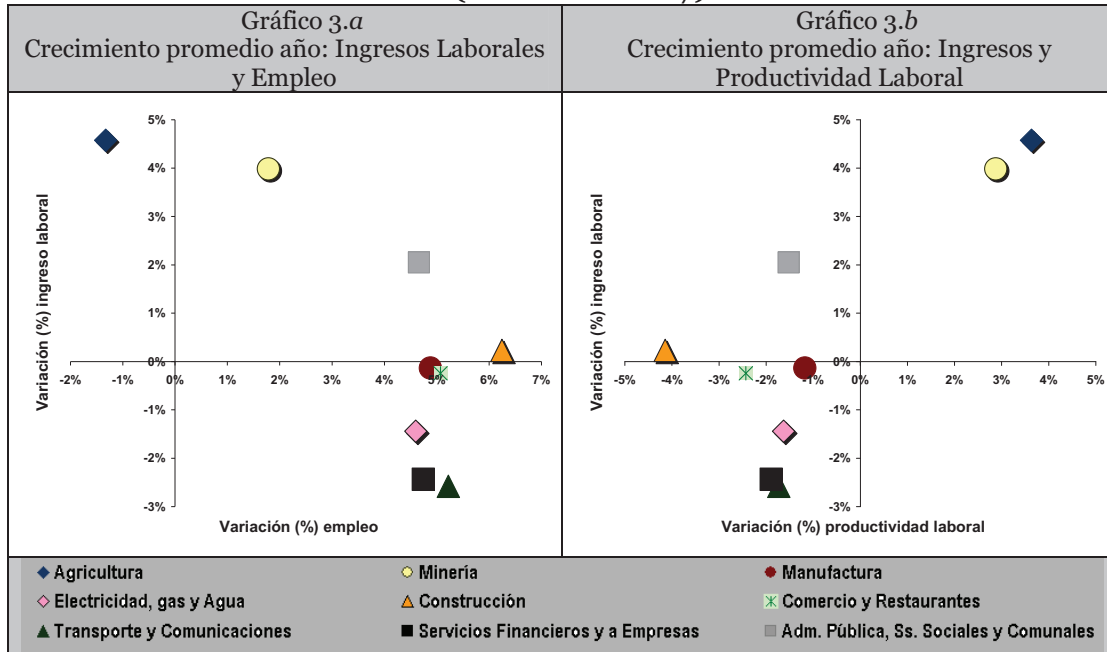 Gráfico 3.a
Crecimiento promedio año: Ingresos Laborales
y Empleo
Gráfico 3.b
Crecimiento promedio año: Ingresos y
Productividad Laboral
Variación (%) ingreso laboral
5%
4%
3%
2%
1%
0%
-1%
-2%
-3%
-2%
-1%
0%
1%
2%
3%
4%
5%
6%
7%
Variación (%) empleo
Variación (%) ingreso laboral
5%
4%
3%
2%
1%
0%
-1%
-2%
-3%
-5%
-4%
-3%
-2%
-1%
0%
1%
2%
3%
4%
5%
Variación (%) productividad laboral
Agricultura
Minería
Manufactura
Electricidad, gas y Agua
Construcción
Comercio y Restaurantes
Transporte y Comunicaciones
Servicios Financieros y a Empresas
Adm. Pública, Ss. Sociales y Comunales